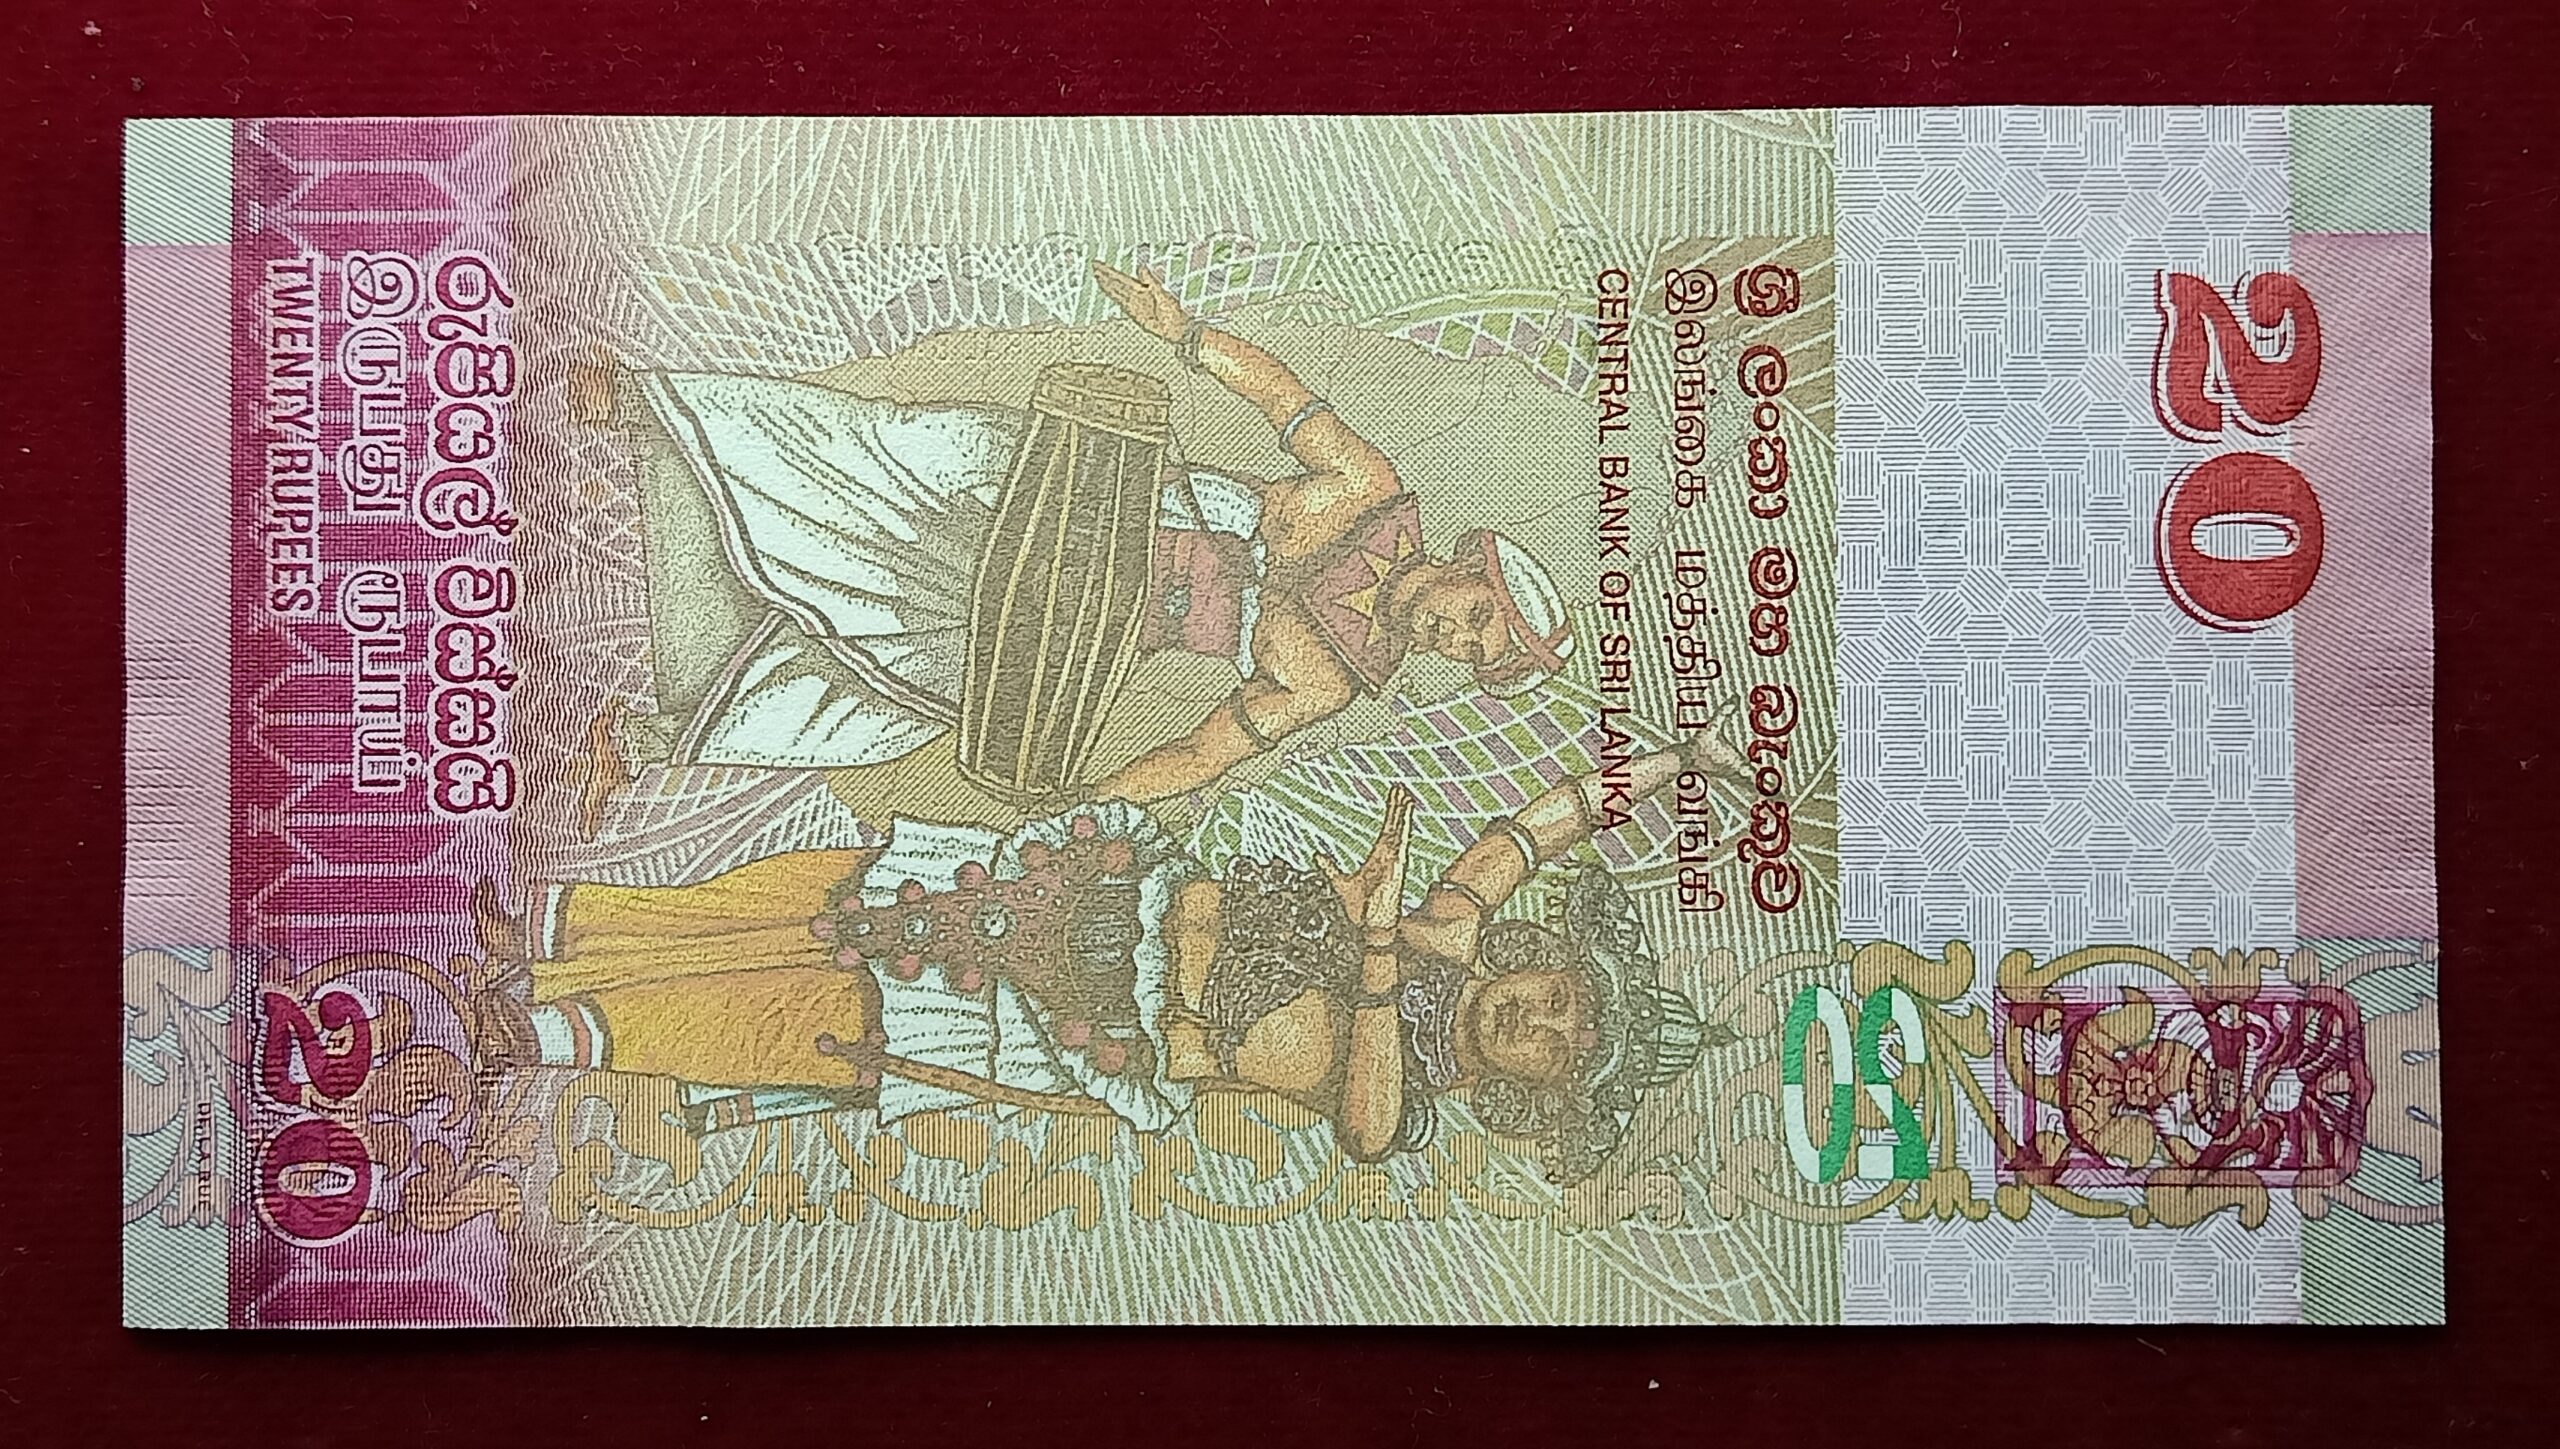 20
ශ්‍රී ලංකා මහ බැංකුව
இலங்கை மத்திய வங்கி
CENTRAL BANK OF SRI LANKA
20
රුපියල් විස්සයි
இருபது ரூபாய்
TWENTY RUPEES
20
DE LA RUE